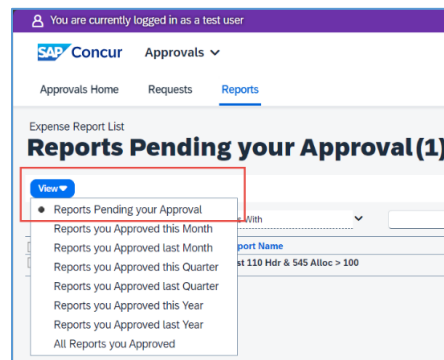 You are currently logged in as a test user
SAP Concur Approvals
Approvals Home Requests Reports
Expense Report List
Reports Pending your Approval (1)
View
Reports Pending your Approval
Reports you Approved this Month
s With
Reports you Approved last Month
port Name
Reports you Approved this Quarter
st 110 Hdr & 545 Alloc > 100
Reports you Approved last Quarter
Reports you Approved this Year
Reports you Approved last Year
All Reports you Approved